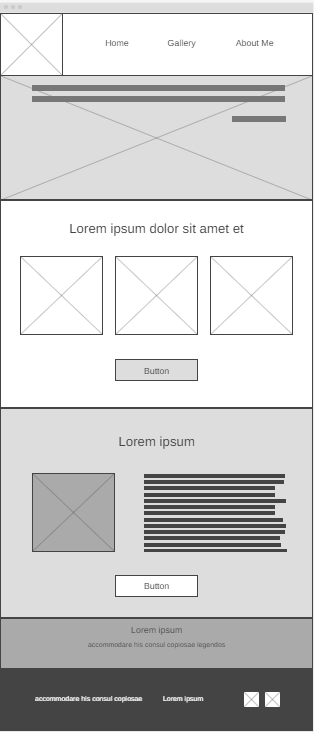 Home Gallery About Me
Lorem ipsum dolor sit amet et
Button
Lorem ipsum
Button
Lorem ipsum
accommodare his consul copiosae legendos
accommodare his consul copiosae Lorem ipsum